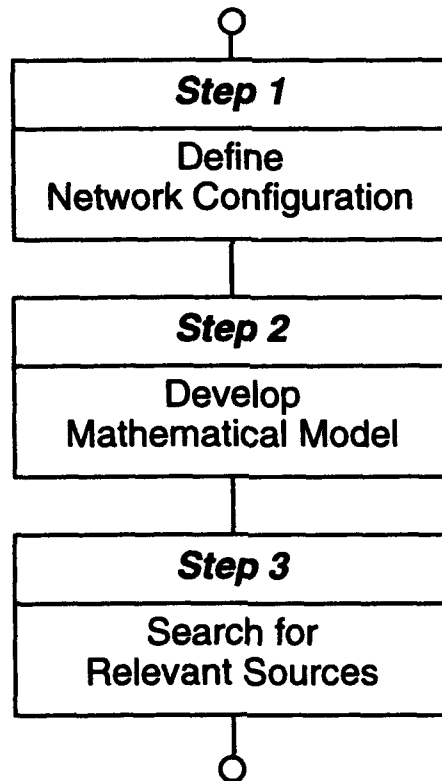 Step 1
Define
Network Configuration
Step 2
Develop
Mathematical Model
Step 3
Search for
Relevant Sources